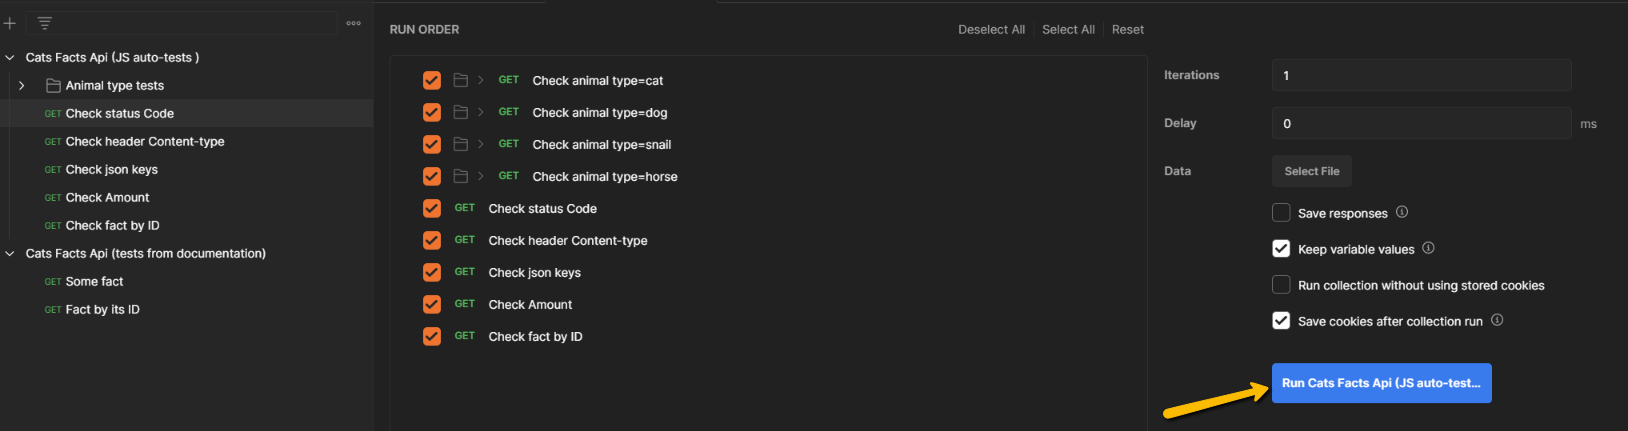 Cats Facts Api (JS auto-tests )
Animal type tests
GET Check status Code
GET Check header Content-type
GET Check json keys
GET Check Amount
GET Check fact by ID
Cats Facts Api (tests from documentation)
GET Some fact
GET Fact by its ID
RUN ORDER
Deselect All Select All Reset
GET Check animal type=cat
GET Check animal type=dog
GET Check animal type=snail
GET Check animal type=horse
GET Check status Code
GET Check header Content-type
GET Check json keys
GET Check Amount
GET Check fact by ID
Iterations 1
Delay 0 ms
Data Select File
Save responses
Keep variable values
Run collection without using stored cookies
Save cookies after collection run
Run Cats Facts Api (JS auto-test...